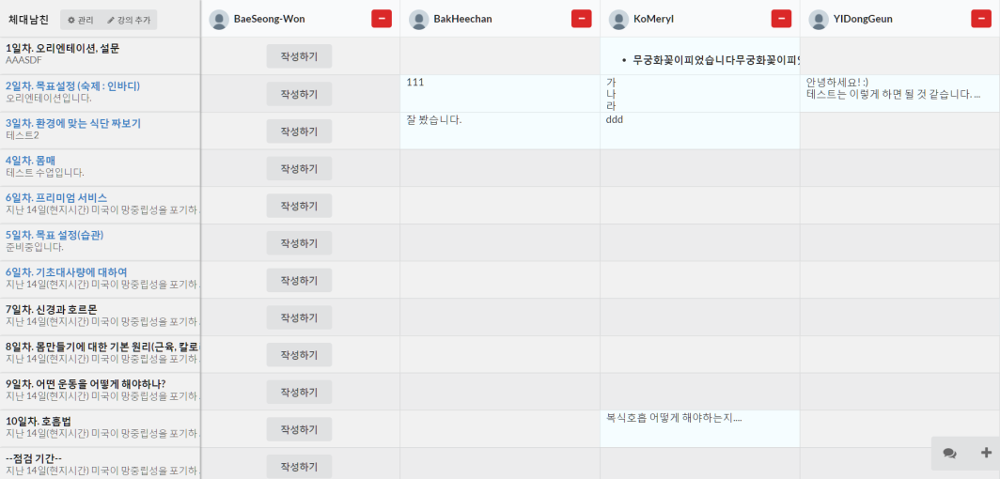 체대남친 관리 강의 추가 BaeSeong-Won BakHeechan KoMeryl YIDongGeun
1일차. 오리엔테이션, 설문
AAASDF
작성하기
무궁화꽃이피었습니다무궁화꽃이피
2일차. 목표설정 (숙제 : 인바디)
오리엔테이션입니다.
작성하기
111
가
나
라
안녕하세요! :)
테스트는 이렇게 하면 될 것 같습니다. ...
3일차. 환경에 맞는 식단 짜보기
테스트2
작성하기
잘 봤습니다.
ddd
4일차. 몸매
테스트 수업입니다.
작성하기
6일차. 프리미엄 서비스
지난 14일(현지시간) 미국이 망중립성을 포기하
작성하기
5일차. 목표 설정(습관)
준비중입니다.
작성하기
6일차. 기초대사량에 대하여
지난 14일(현지시간) 미국이 망중립성을 포기하
작성하기
7일차. 신경과 호르몬
지난 14일(현지시간) 미국이 망중립성을 포기하
작성하기
8일차. 몸만들기에 대한 기본 원리(근육, 칼로
지난 14일(현지시간) 미국이 망중립성을 포기하
작성하기
9일차. 어떤 운동을 어떻게 해야하나?
지난 14일(현지시간) 미국이 망중립성을 포기하
작성하기
10일차. 호흡법
지난 14일(현지시간) 미국이 망중립성을 포기하
작성하기
복식호흡 어떻게 해야하는지....
--점검 기간--
지난 14일(현지시간) 미국이 망중립성을 포기하
작성하기